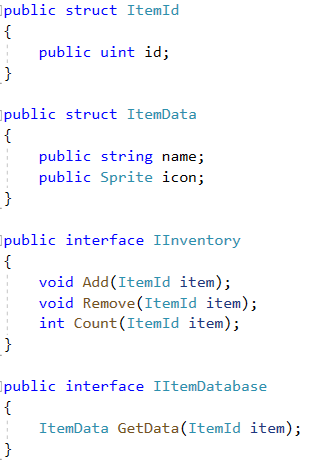 public struct ItemId
{
    public uint id;
}
public struct ItemData
{
    public string name;
    public Sprite icon;
}
public interface IInventory
{
    void Add(ItemId item);
    void Remove(ItemId item);
    int Count(ItemId item);
}
public interface IItemDatabase
{
    ItemData GetData(ItemId item);
}